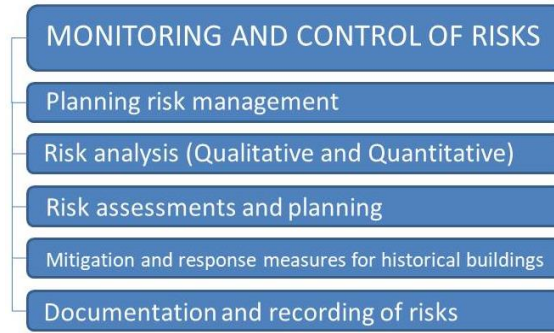 MONITORING AND CONTROL OF RISKS
Planning risk management
Risk analysis (Qualitative and Quantitative)
Risk assessments and planning
Mitigation and response measures for historical buildings
Documentation and recording of risks